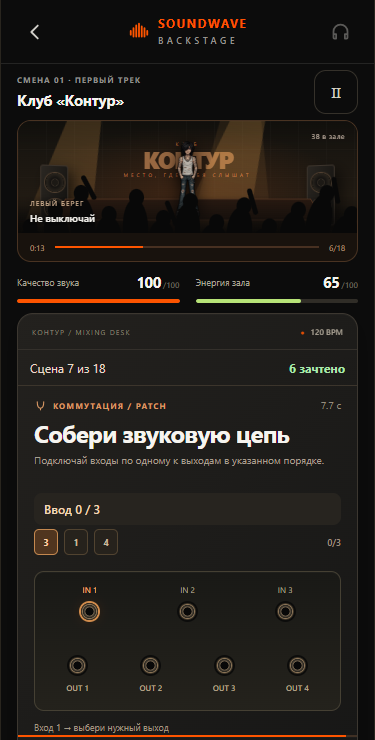 SOUNDWAVE
BACKSTAGE
СМЕНА 01 · ПЕРВЫЙ ТРЕК
Клуб «Контур»
II
38 в зале
КОНТУР
МЕСТО, ГДЕ СЛЫШАТ
ЛЕВЫЙ БЕРЕГ
Не выключай
0:13
6/18
Качество звука 100 /100
Энергия зала 65 /100
КОНТУР / MIXING DESK
120 BPM
Сцена 7 из 18
6 зачтено
КОММУТАЦИЯ / PATCH
7.7 с
Собери звуковую цепь
Подключай входы по одному к выходам в указанном порядке.
Ввод 0 / 3
3 1 4
0/3
IN 1 IN 2 IN 3
OUT 1 OUT 2 OUT 3 OUT 4
Вход 1 → выбери нужный выход